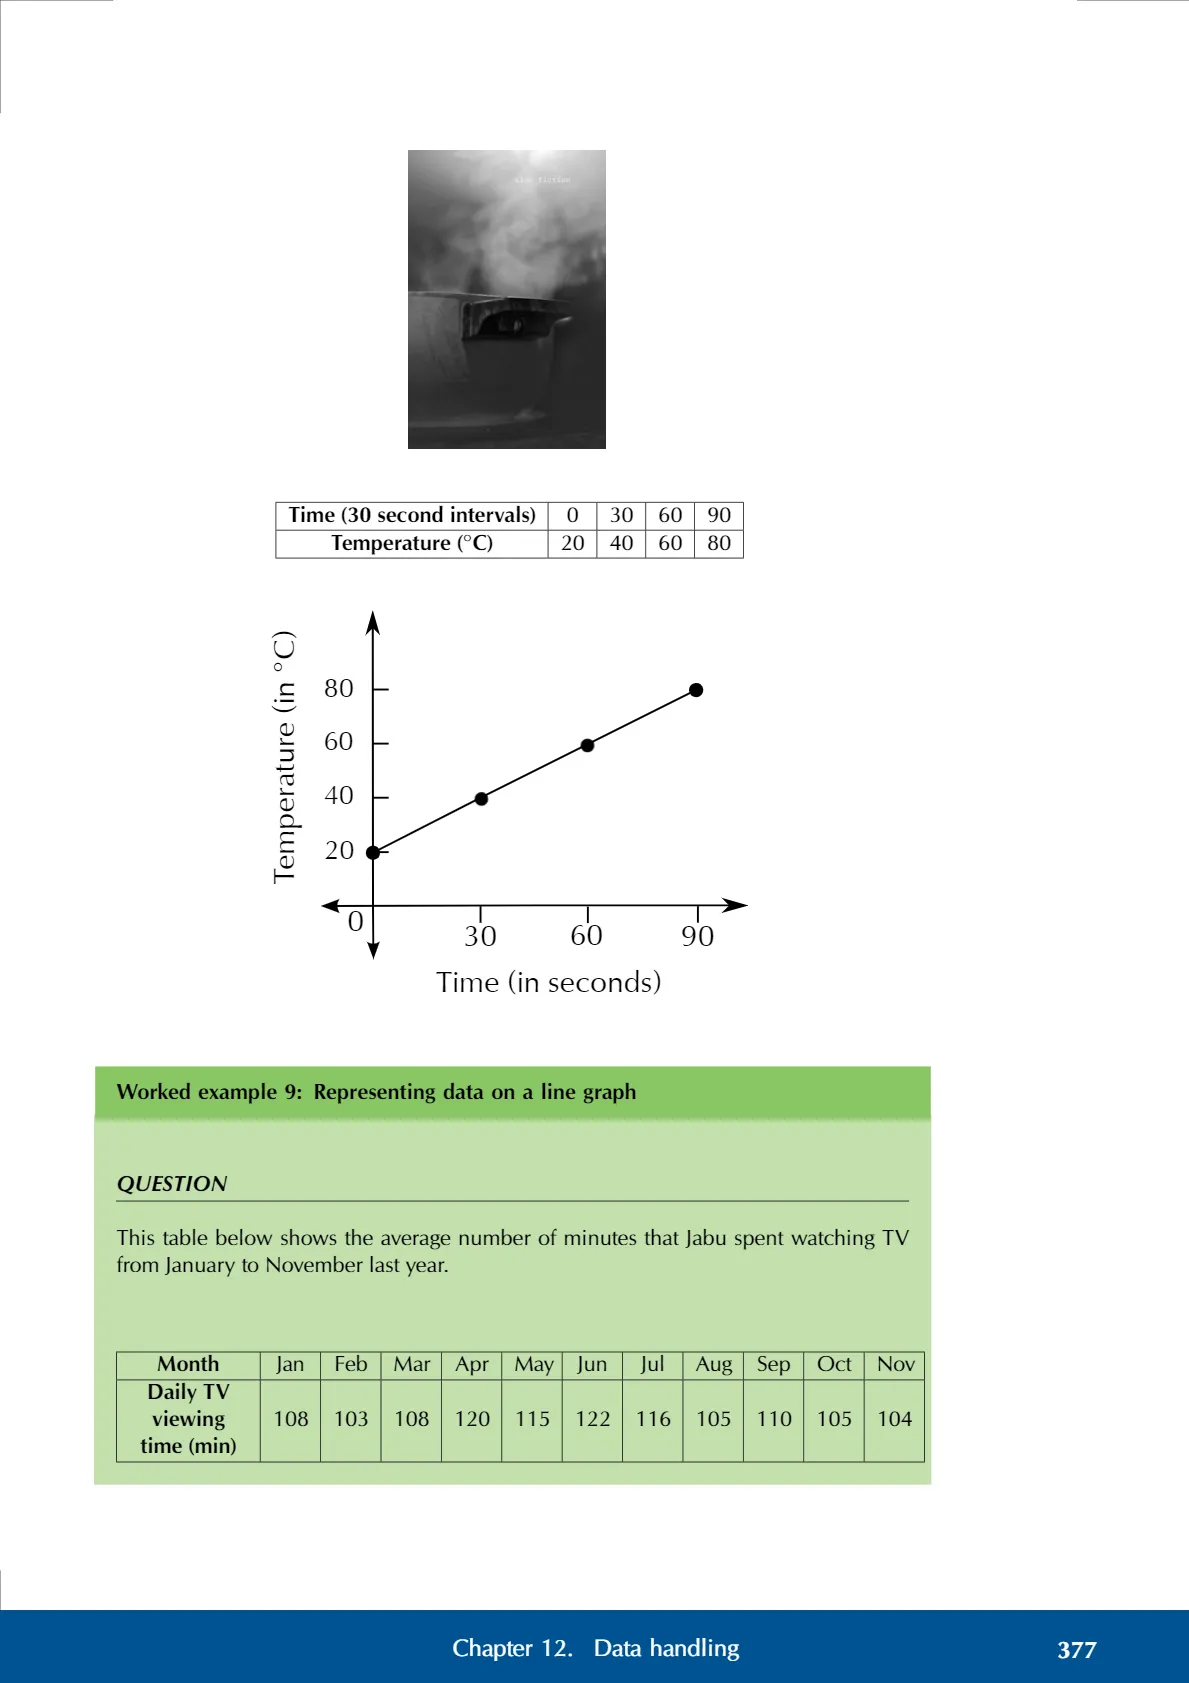 Time (30 second intervals) 0 30 60 90
Temperature (°C) 20 40 60 80
Temperature (in °C)
80
60
40
20
0
30 60 90
Time (in seconds)
Worked example 9: Representing data on a line graph
QUESTION
This table below shows the average number of minutes that Jabu spent watching TV
from January to November last year.
Month Jan Feb Mar Apr May Jun Jul Aug Sep Oct Nov
Daily TV
viewing 108 103 108 120 115 122 116 105 110 105 104
time (min)
Chapter 12. Data handling 377